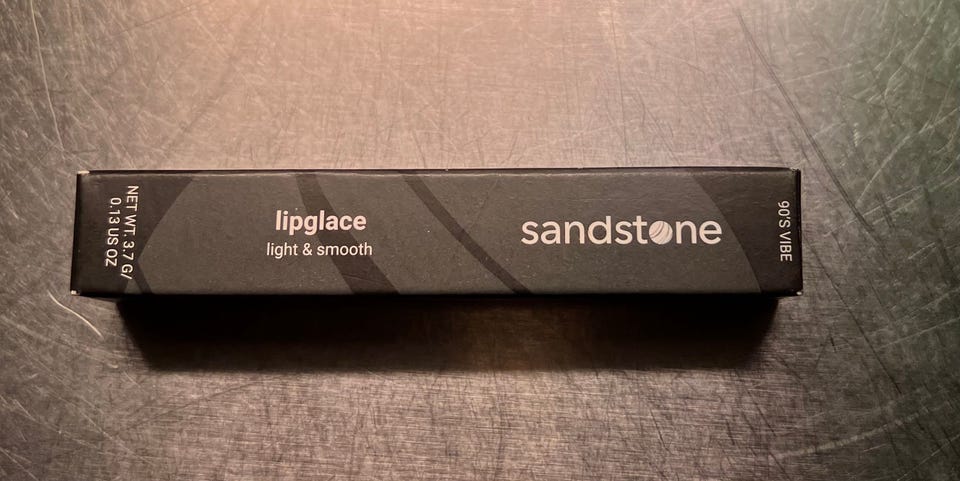 NET WT. 3.7 G/
0.13 US OZ
lipglace
light & smooth
sandstone
90'S VIBE